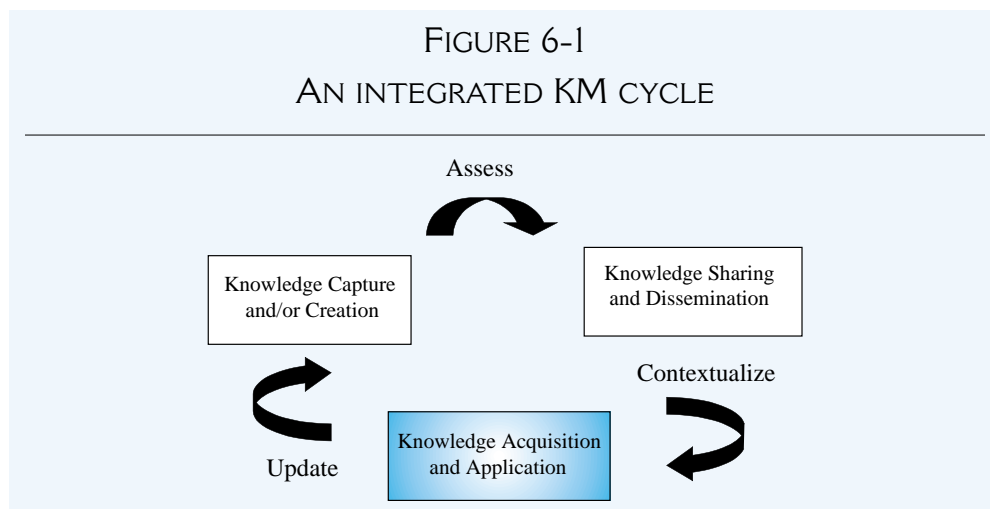 FIGURE 6-1
AN INTEGRATED KM CYCLE
Assess
Knowledge Capture
and/or Creation
Knowledge Sharing
and Dissemination
Contextualize
Knowledge Acquisition
and Application
Update